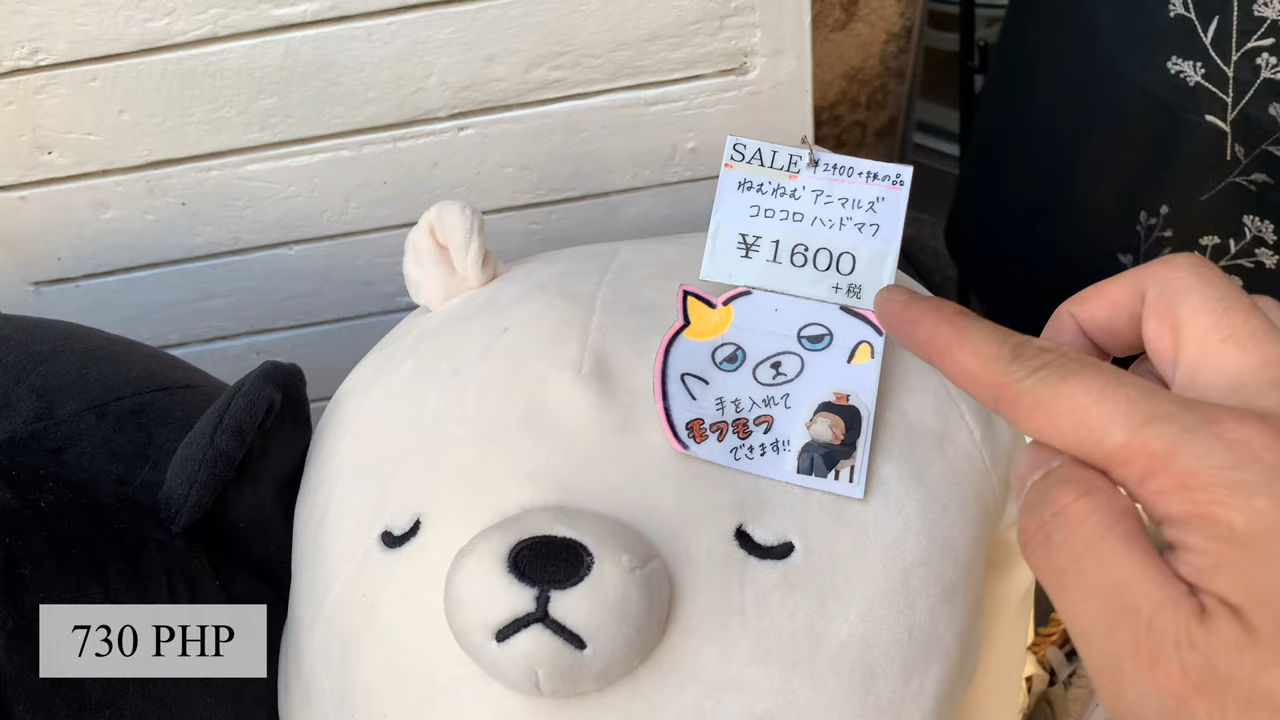 SALE ¥2400+税の品
ねむねむ アニマルズ
コロコロ ハンドマフ
¥1600
+税
手を入れて
モフモフ
できます!!
730 PHP